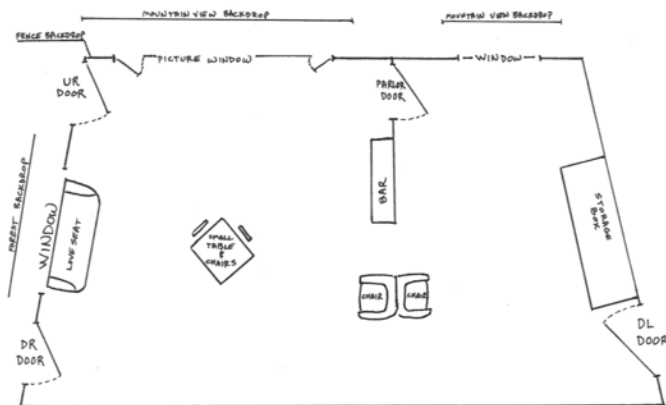 MOUNTAIN VIEW BACKDROP
MOUNTAIN VIEW BACKDROP
FENCE BACKDROP
PICTURE WINDOW
WINDOW
UR
DOOR
PARLOR
DOOR
FOREST BACKDROP
WINDOW
LOVE SEAT
SMALL
TABLE
&
CHAIRS
BAR
STORAGE
BOX
CHAIR
CHAIR
DR
DOOR
DL
DOOR